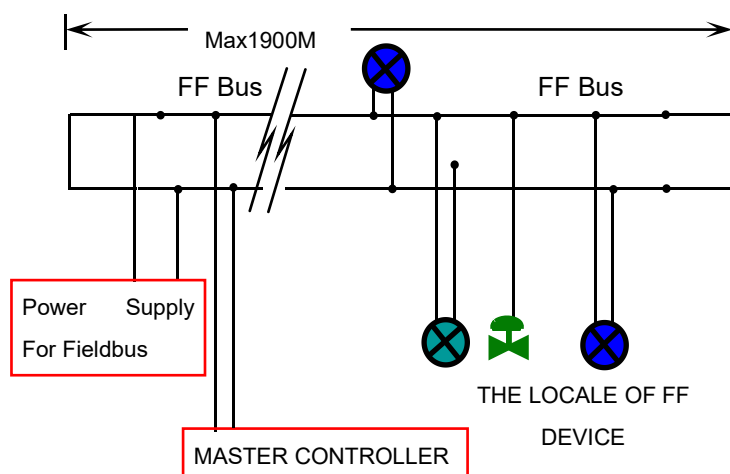 Max1900M
FF Bus
FF Bus
Power Supply
For Fieldbus
THE LOCALE OF FF
DEVICE
MASTER CONTROLLER